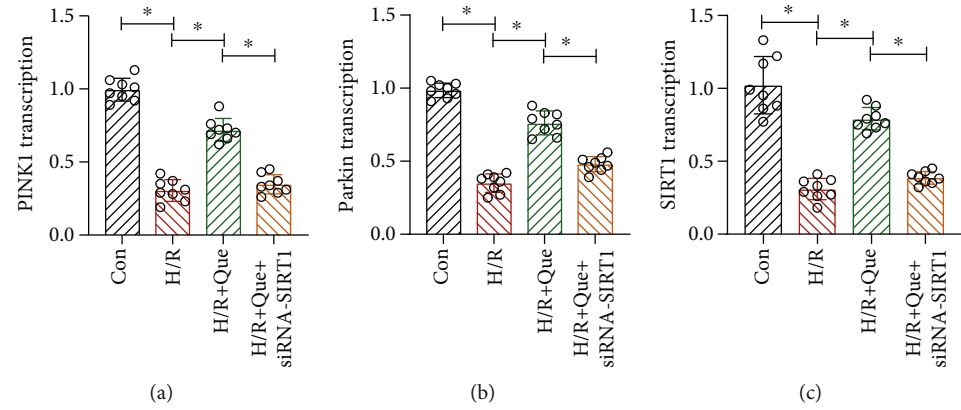 * * *
PINK1 transcription
1.5
1.0
0.5
0.0
Con
H/R
H/R+Que
H/R+Que+
siRNA-SIRT1
(a)
* * *
Parkin transcription
1.5
1.0
0.5
0.0
Con
H/R
H/R+Que
H/R+Que+
siRNA-SIRT1
(b)
* * *
SIRT1 transcription
1.5
1.0
0.5
0.0
Con
H/R
H/R+Que
H/R+Que+
siRNA-SIRT1
(c)